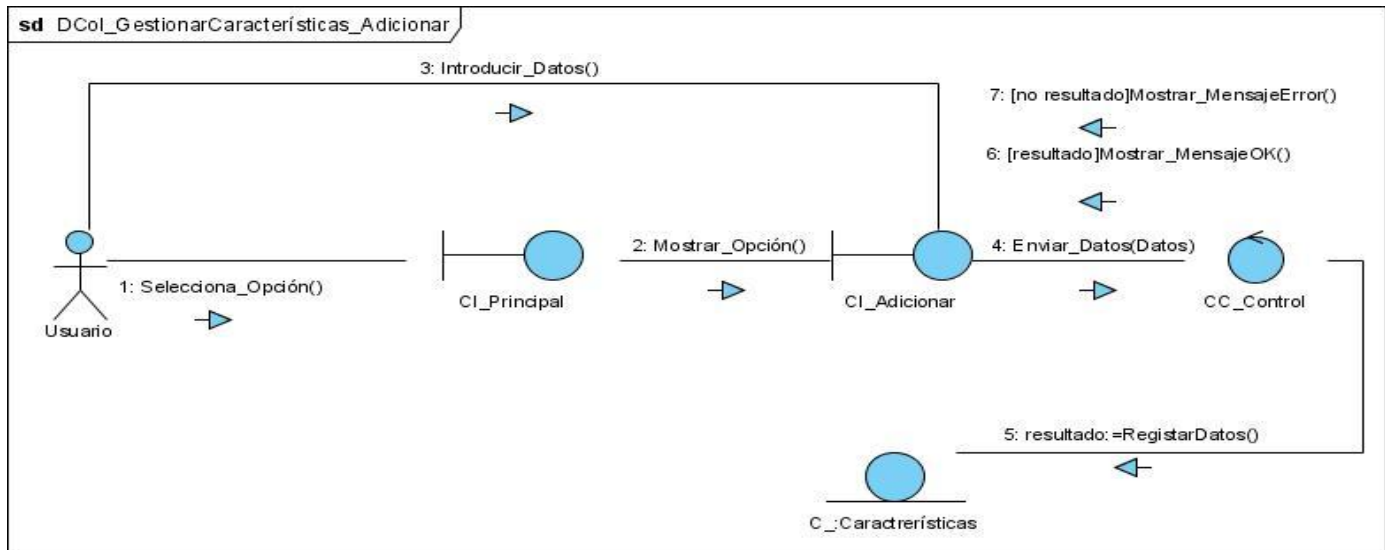 sd DCol_GestionarCaracterísticas_Adicionar
3: Introducir_Datos()
7: [no resultado]Mostrar_MensajeError()
6: [resultado]Mostrar_MensajeOK()
2: Mostrar_Opción()
4: Enviar_Datos(Datos)
1: Selecciona_Opción()
CI_Principal
CI_Adicionar
CC_Control
Usuario
5: resultado:=RegistarDatos()
C_:Caractrerísticas